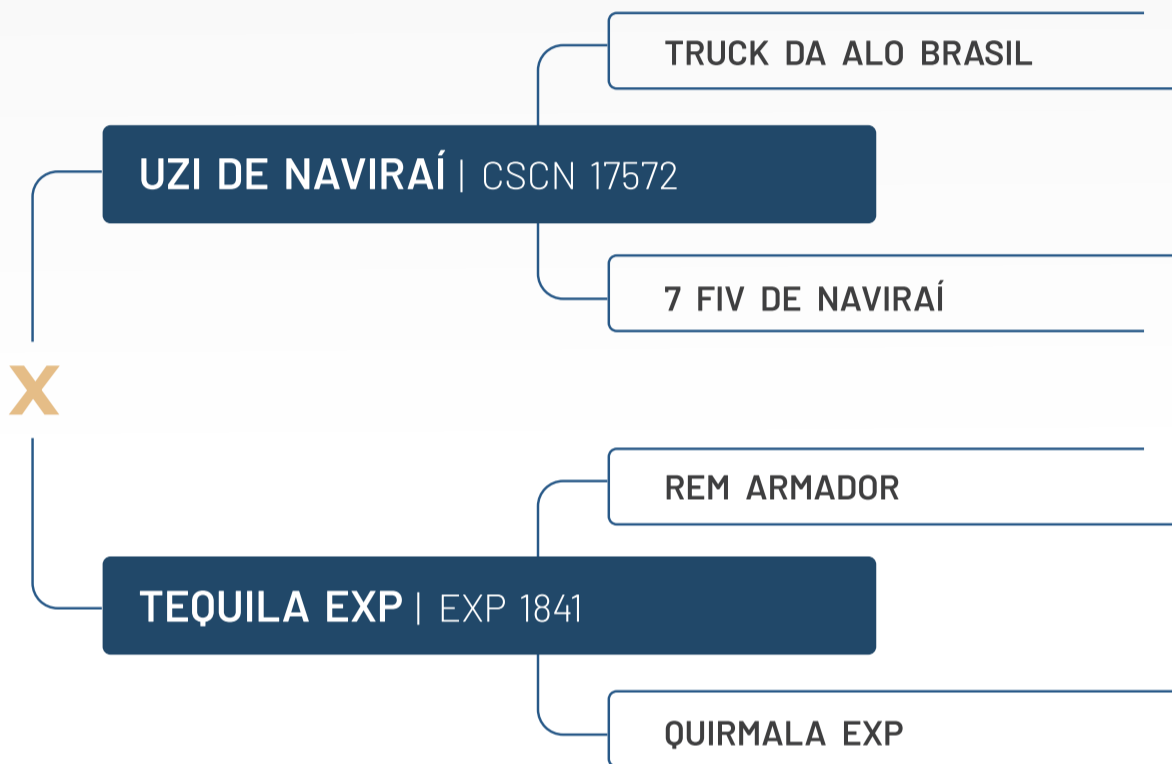 TRUCK DA ALO BRASIL
UZI DE NAVIRAÍ | CSCN 17572
7 FIV DE NAVIRAÍ
X
REM ARMADOR
TEQUILA EXP | EXP 1841
QUIRMALA EXP